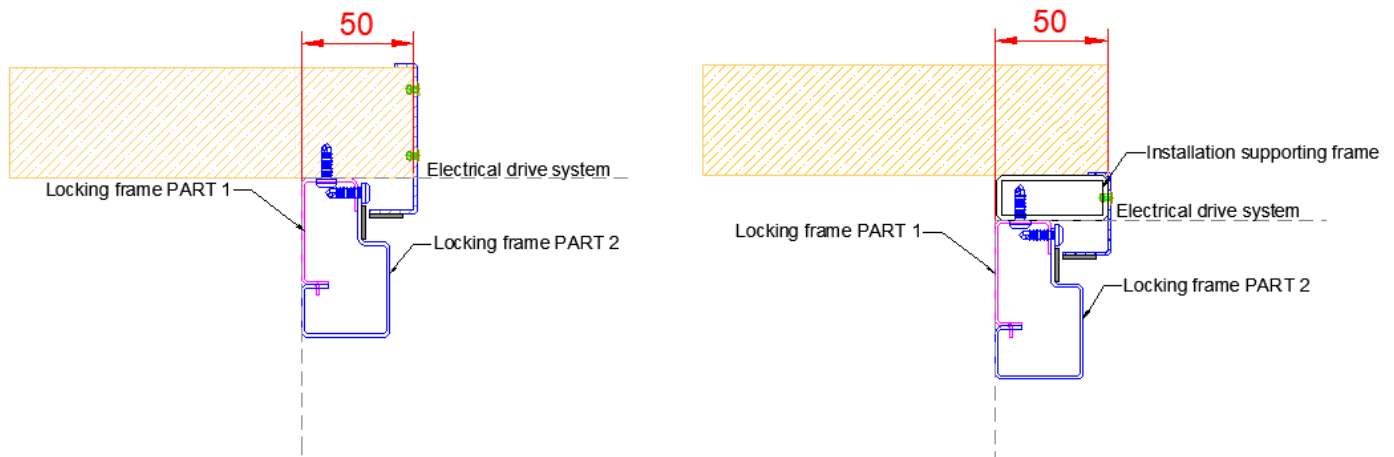 50
Electrical drive system
Locking frame PART 1
Locking frame PART 2
50
Installation supporting frame
Electrical drive system
Locking frame PART 1
Locking frame PART 2